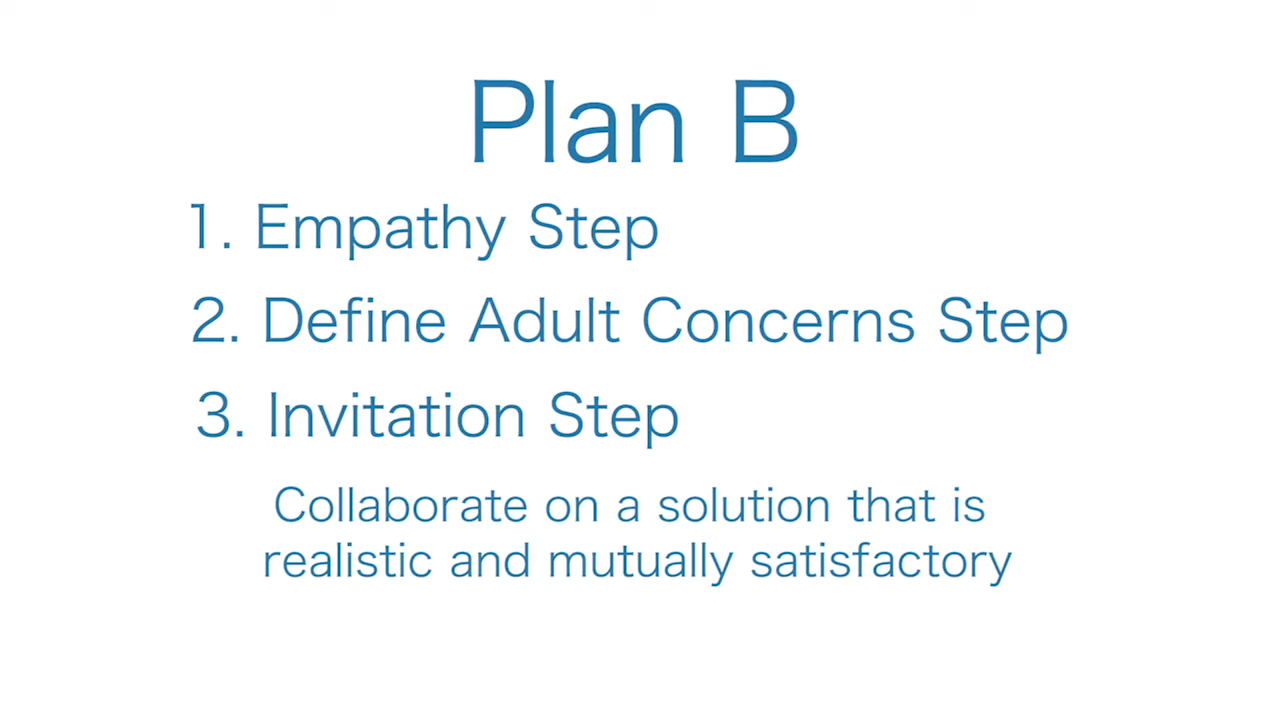 Plan B
1. Empathy Step
2. Define Adult Concerns Step
3. Invitation Step
Collaborate on a solution that is
realistic and mutually satisfactory